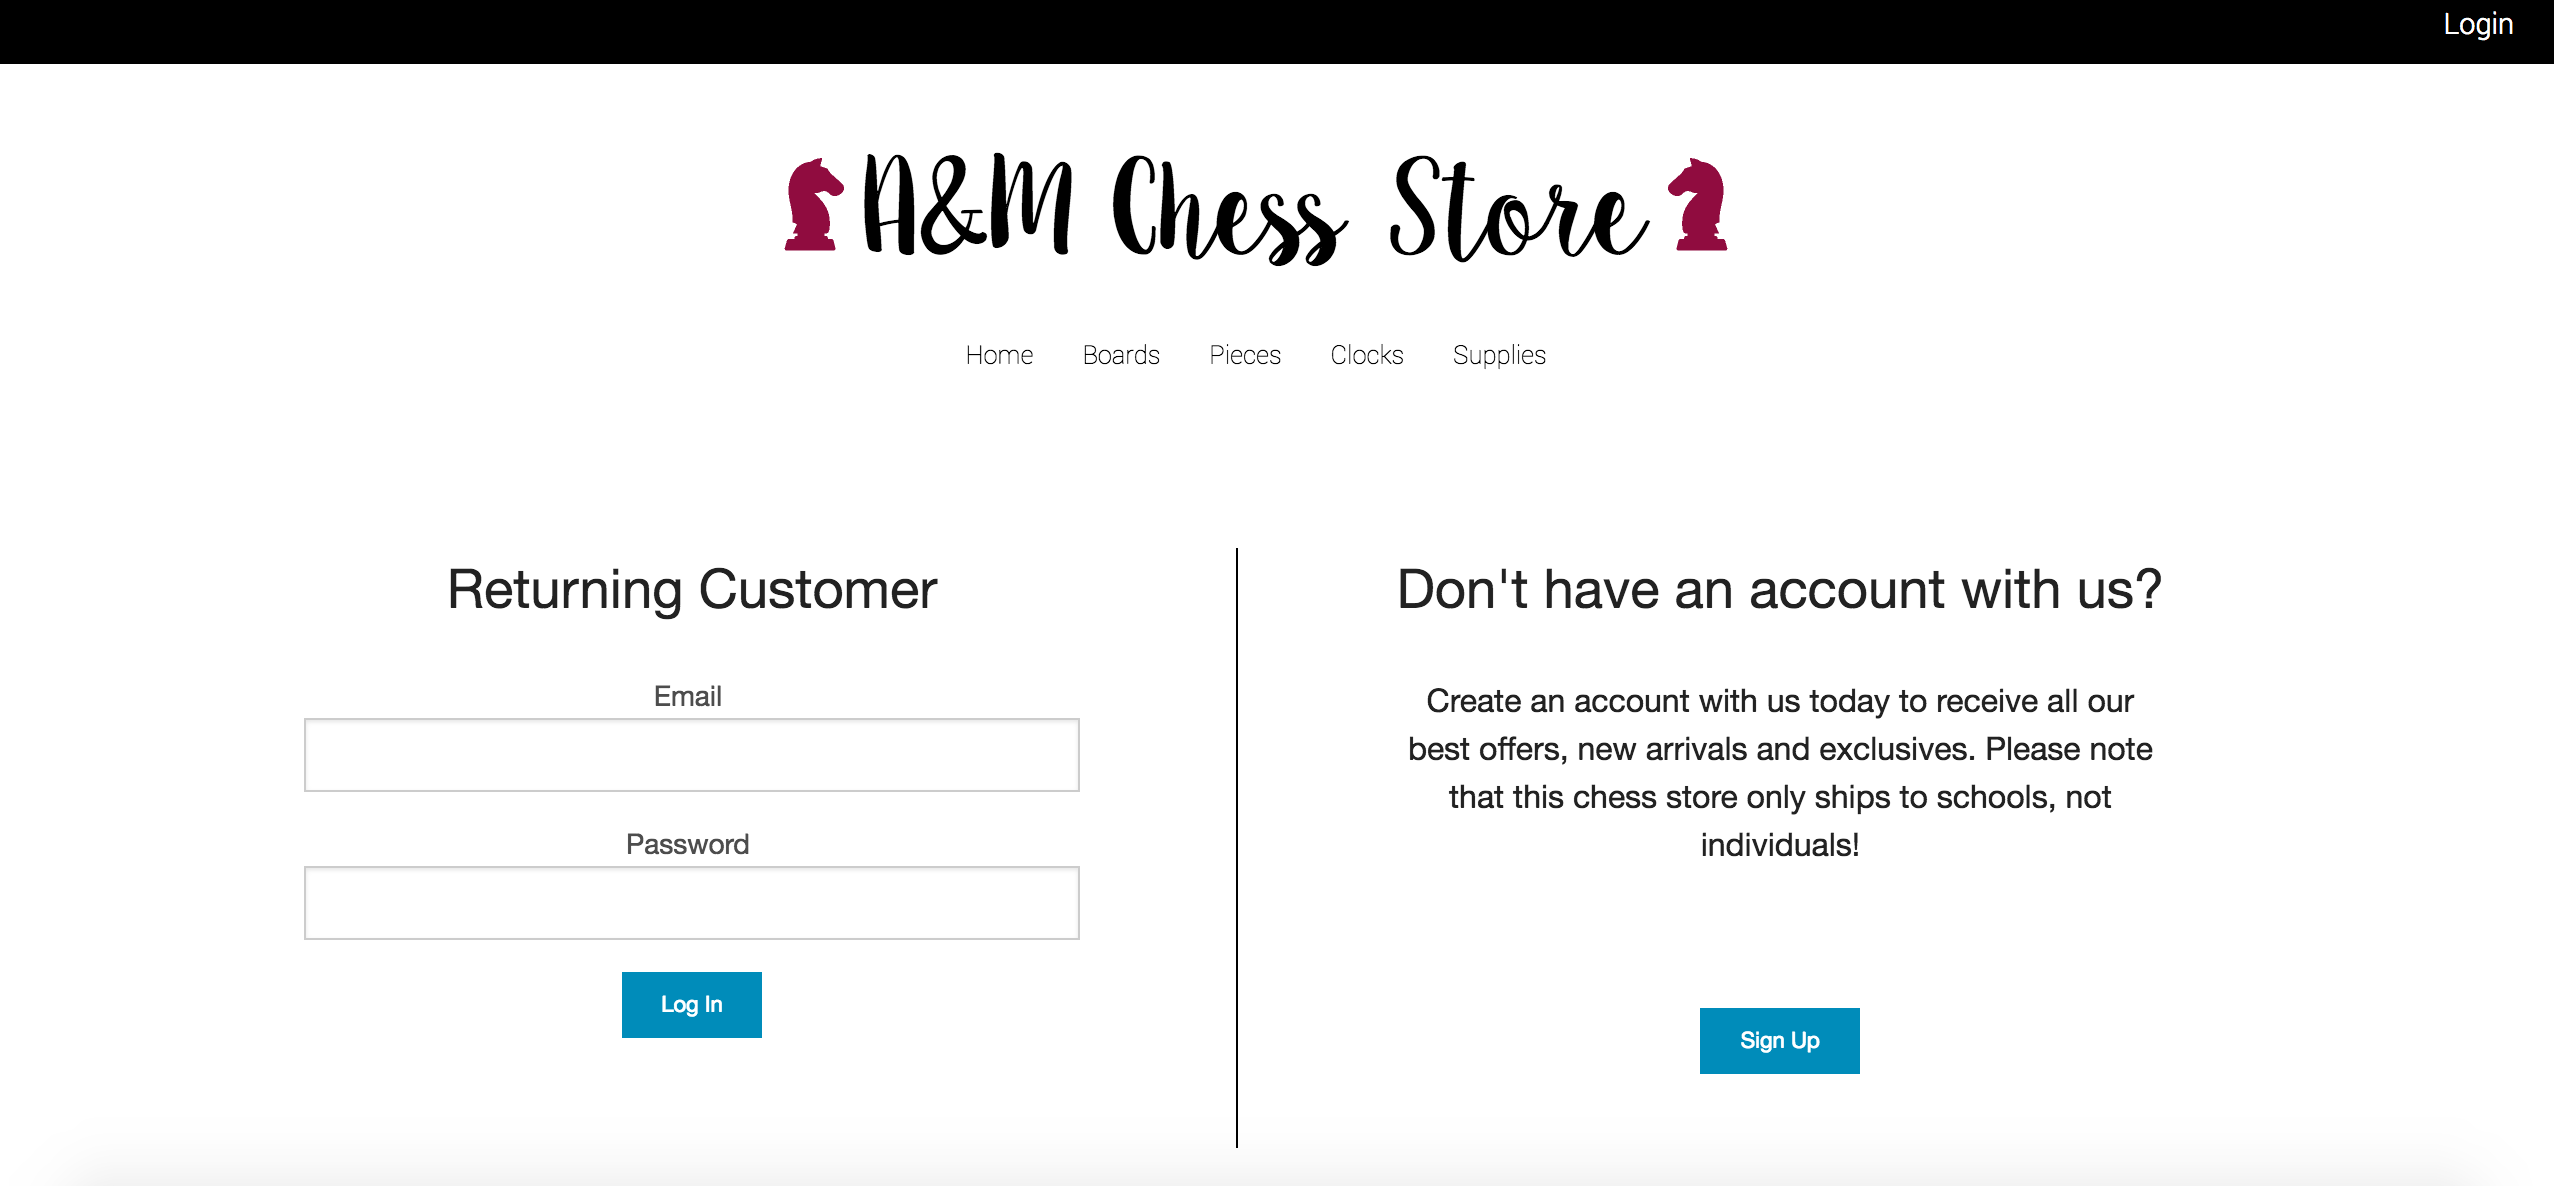 Login
A&M Chess Store
Home Boards Pieces Clocks Supplies
Returning Customer
Email
Password
Log In
Don't have an account with us?
Create an account with us today to receive all our
best offers, new arrivals and exclusives. Please note
that this chess store only ships to schools, not
individuals!
Sign Up